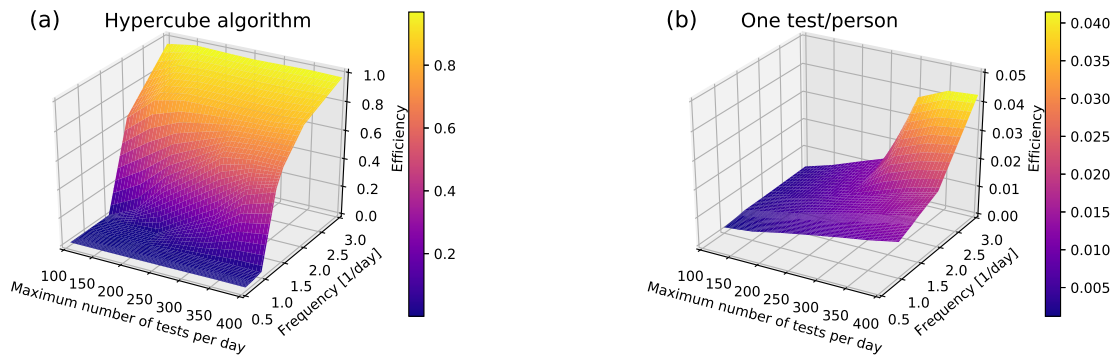 (a) Hypercube algorithm
1.0
0.8
0.6
0.4
0.2
0.0
Efficiency
100 150 200 250 300 350 400
Maximum number of tests per day
0.5 1.0 1.5 2.0 2.5 3.0
Frequency [1/day]
0.8
0.6
0.4
0.2
(b) One test/person
0.05
0.04
0.03
0.02
0.01
0.00
Efficiency
100 150 200 250 300 350 400
Maximum number of tests per day
0.5 1.0 1.5 2.0 2.5 3.0
Frequency [1/day]
0.040
0.035
0.030
0.025
0.020
0.015
0.010
0.005